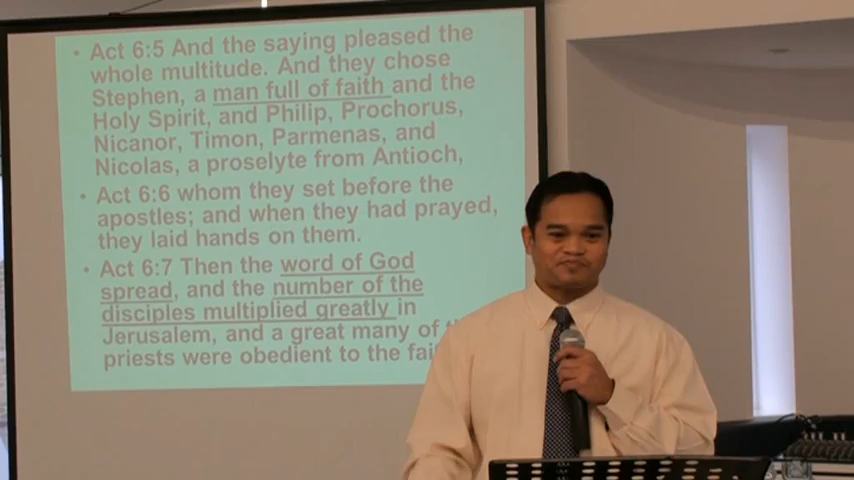 • Act 6:5 And the saying pleased the
whole multitude. And they chose
Stephen, a man full of faith and the
Holy Spirit, and Philip, Prochorus,
Nicanor, Timon, Parmenas, and
Nicolas, a proselyte from Antioch,
• Act 6:6 whom they set before the
apostles; and when they had prayed,
they laid hands on them.
• Act 6:7 Then the word of God
spread, and the number of the
disciples multiplied greatly in
Jerusalem, and a great many of
priests were obedient to the